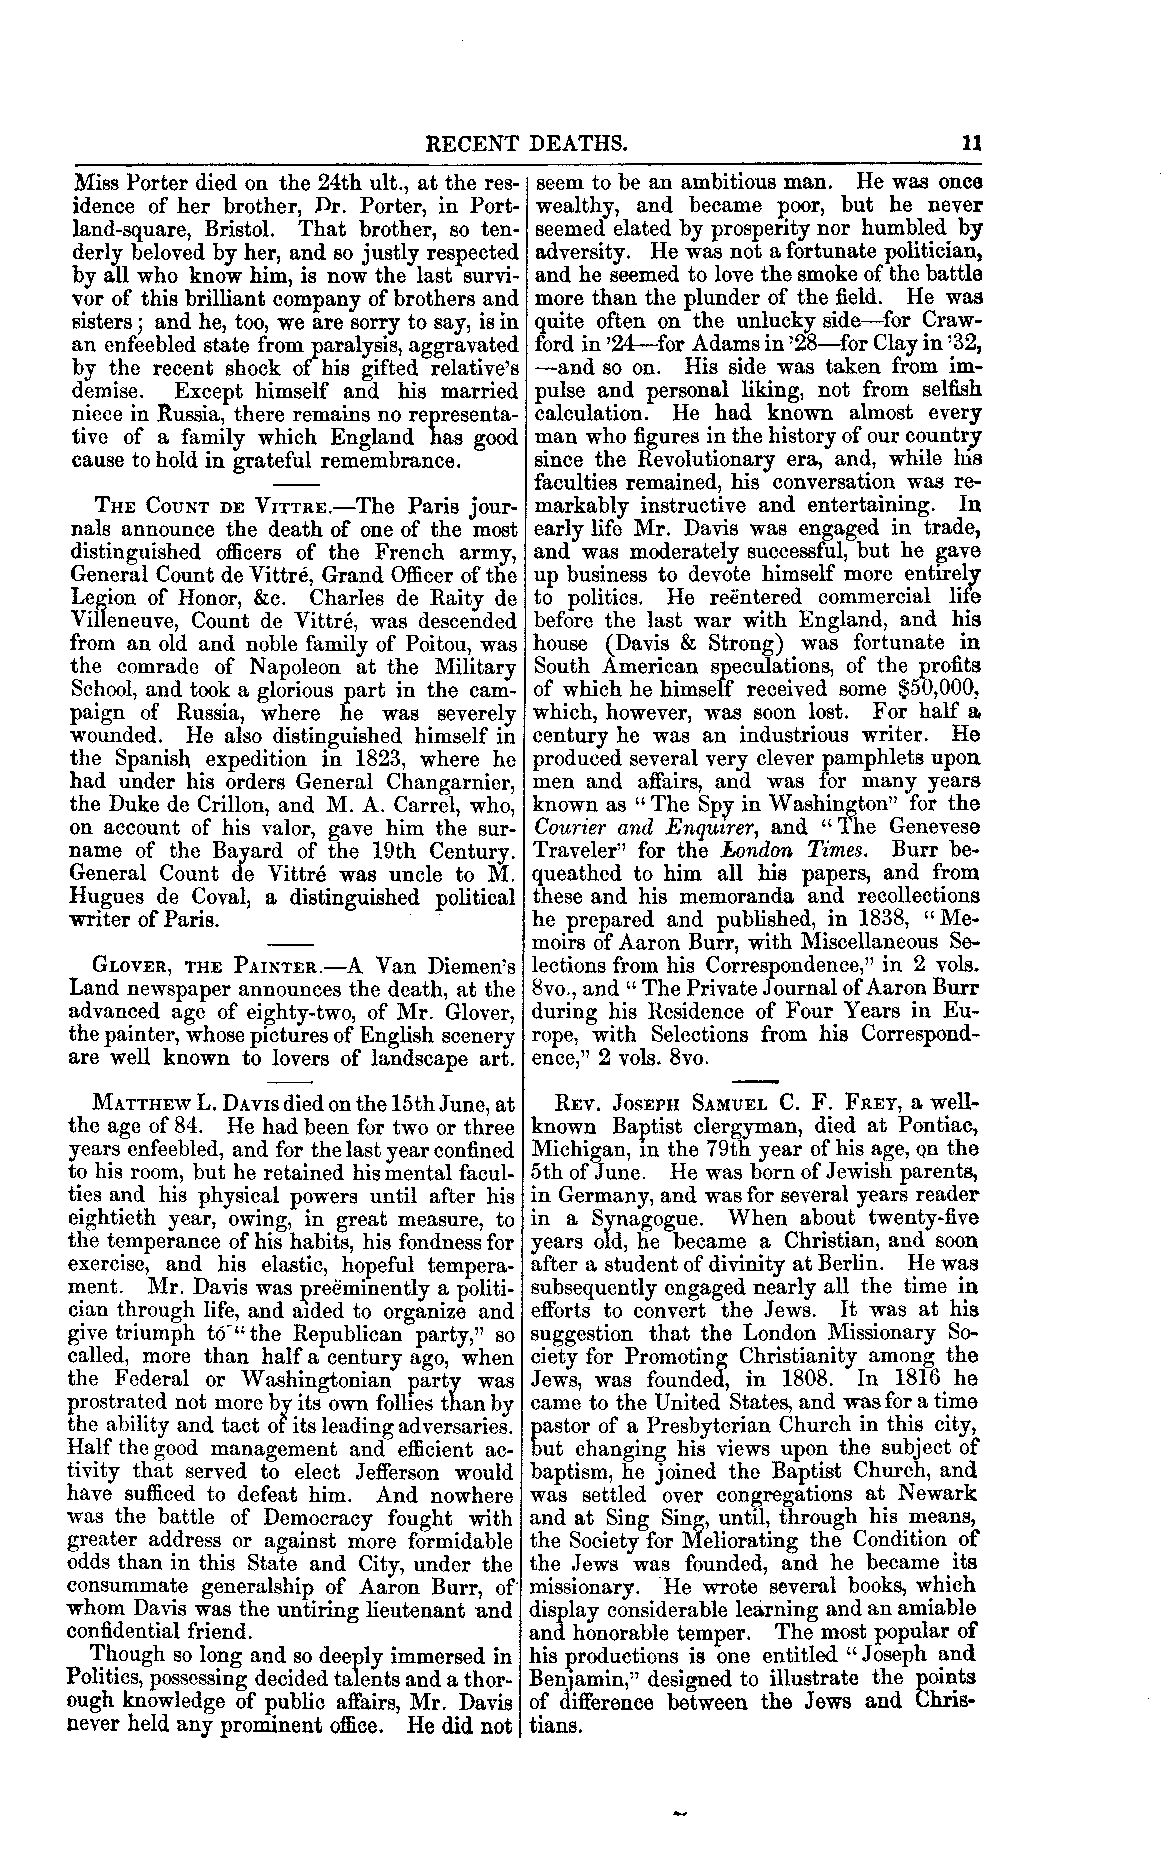 RECENT DEATHS. 11
Miss Porter died on the 24th ult., at the res-
idence of her brother, Dr. Porter, in Port-
land-square, Bristol. That brother, so ten-
derly beloved by her, and so justly respected
by all who know him, is now the last survi-
vor of this brilliant company of brothers and
sisters; and he, too, we are sorry to say, is in
an enfeebled state from paralysis, aggravated
by the recent shock of his gifted relative's
demise. Except himself and his married
niece in Russia, there remains no representa-
tive of a family which England has good
cause to hold in grateful remembrance.
THE COUNT DE VITTRE.—The Paris jour-
nals announce the death of one of the most
distinguished officers of the French army,
General Count de Vittré, Grand Officer of the
Legion of Honor, &c. Charles de Raity de
Villeneuve, Count de Vittré, was descended
from an old and noble family of Poitou, was
the comrade of Napoleon at the Military
School, and took a glorious part in the cam-
paign of Russia, where he was severely
wounded. He also distinguished himself in
the Spanish expedition in 1823, where he
had under his orders General Changarnier,
the Duke de Crillon, and M. A. Carrel, who,
on account of his valor, gave him the sur-
name of the Bayard of the 19th Century.
General Count de Vittré was uncle to M.
Hugues de Coval, a distinguished political
writer of Paris.
GLOVER, THE PAINTER.—A Van Diemen's
Land newspaper announces the death, at the
advanced age of eighty-two, of Mr. Glover,
the painter, whose pictures of English scenery
are well known to lovers of landscape art.
MATTHEW L. DAVIS died on the 15th June, at
the age of 84. He had been for two or three
years enfeebled, and for the last year confined
to his room, but he retained his mental facul-
ties and his physical powers until after his
eightieth year, owing, in great measure, to
the temperance of his habits, his fondness for
exercise, and his elastic, hopeful tempera-
ment. Mr. Davis was preëminently a politi-
cian through life, and aided to organize and
give triumph to "the Republican party," so
called, more than half a century ago, when
the Federal or Washingtonian party was
prostrated not more by its own follies than by
the ability and tact of its leading adversaries.
Half the good management and efficient ac-
tivity that served to elect Jefferson would
have sufficed to defeat him. And nowhere
was the battle of Democracy fought with
greater address or against more formidable
odds than in this State and City, under the
consummate generalship of Aaron Burr, of
whom Davis was the untiring lieutenant and
confidential friend.
Though so long and so deeply immersed in
Politics, possessing decided talents and a thor-
ough knowledge of public affairs, Mr. Davis
never held any prominent office. He did not
seem to be an ambitious man. He was once
wealthy, and became poor, but he never
seemed elated by prosperity nor humbled by
adversity. He was not a fortunate politician,
and he seemed to love the smoke of the battle
more than the plunder of the field. He was
quite often on the unlucky side—for Craw-
ford in '24—for Adams in '28—for Clay in '32,
—and so on. His side was taken from im-
pulse and personal liking, not from selfish
calculation. He had known almost every
man who figures in the history of our country
since the Revolutionary era, and, while his
faculties remained, his conversation was re-
markably instructive and entertaining. In
early life Mr. Davis was engaged in trade,
and was moderately successful, but he gave
up business to devote himself more entirely
to politics. He reëntered commercial life
before the last war with England, and his
house (Davis & Strong) was fortunate in
South American speculations, of the profits
of which he himself received some $50,000,
which, however, was soon lost. For half a
century he was an industrious writer. He
produced several very clever pamphlets upon
men and affairs, and was for many years
known as "The Spy in Washington" for the
Courier and Enquirer, and "The Genevese
Traveler" for the London Times. Burr be-
queathed to him all his papers, and from
these and his memoranda and recollections
he prepared and published, in 1838, "Me-
moirs of Aaron Burr, with Miscellaneous Se-
lections from his Correspondence," in 2 vols.
8vo., and "The Private Journal of Aaron Burr
during his Residence of Four Years in Eu-
rope, with Selections from his Correspond-
ence," 2 vols. 8vo.
REV. JOSEPH SAMUEL C. F. FREY, a well-
known Baptist clergyman, died at Pontiac,
Michigan, in the 79th year of his age, on the
5th of June. He was born of Jewish parents,
in Germany, and was for several years reader
in a Synagogue. When about twenty-five
years old, he became a Christian, and soon
after a student of divinity at Berlin. He was
subsequently engaged nearly all the time in
efforts to convert the Jews. It was at his
suggestion that the London Missionary So-
ciety for Promoting Christianity among the
Jews, was founded, in 1808. In 1816 he
came to the United States, and was for a time
pastor of a Presbyterian Church in this city,
but changing his views upon the subject of
baptism, he joined the Baptist Church, and
was settled over congregations at Newark
and at Sing Sing, until, through his means,
the Society for Meliorating the Condition of
the Jews was founded, and he became its
missionary. He wrote several books, which
display considerable learning and an amiable
and honorable temper. The most popular of
his productions is one entitled "Joseph and
Benjamin," designed to illustrate the points
of difference between the Jews and Chris-
tians.